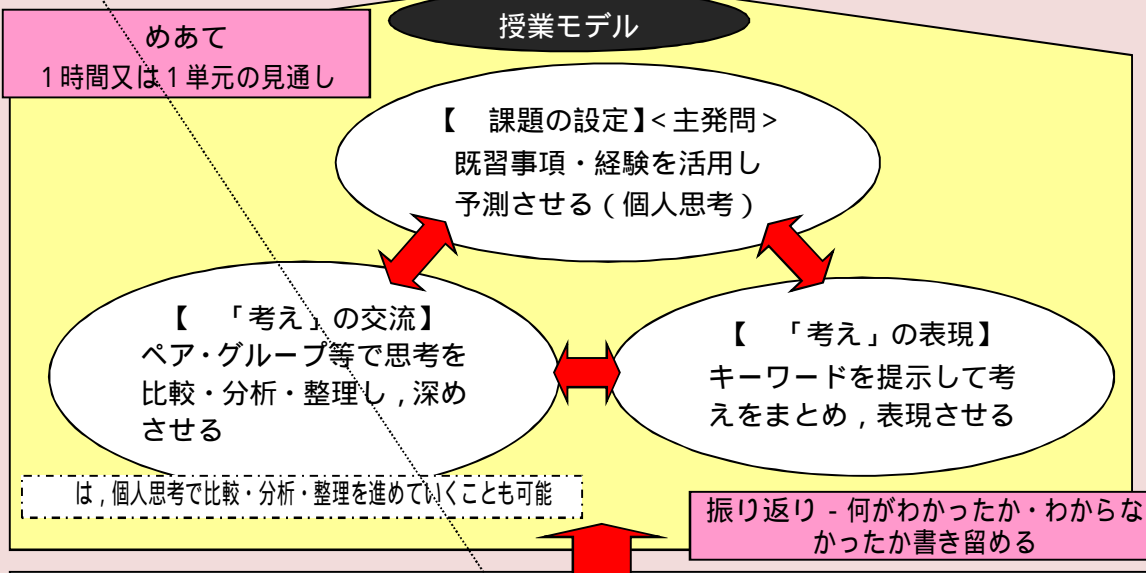 授業モデル
めあて
1時間又は1単元の見通し
【　課題の設定】<主発問>
既習事項・経験を活用し
予測させる(個人思考)
【　「考え」の交流】
ペア・グループ等で思考を
比較・分析・整理し,深め
させる
【　「考え」の表現】
キーワードを提示して考
えをまとめ,表現させる
は,個人思考で比較・分析・整理を進めていくことも可能
振り返り - 何がわかったか・わからな
かったか書き留める